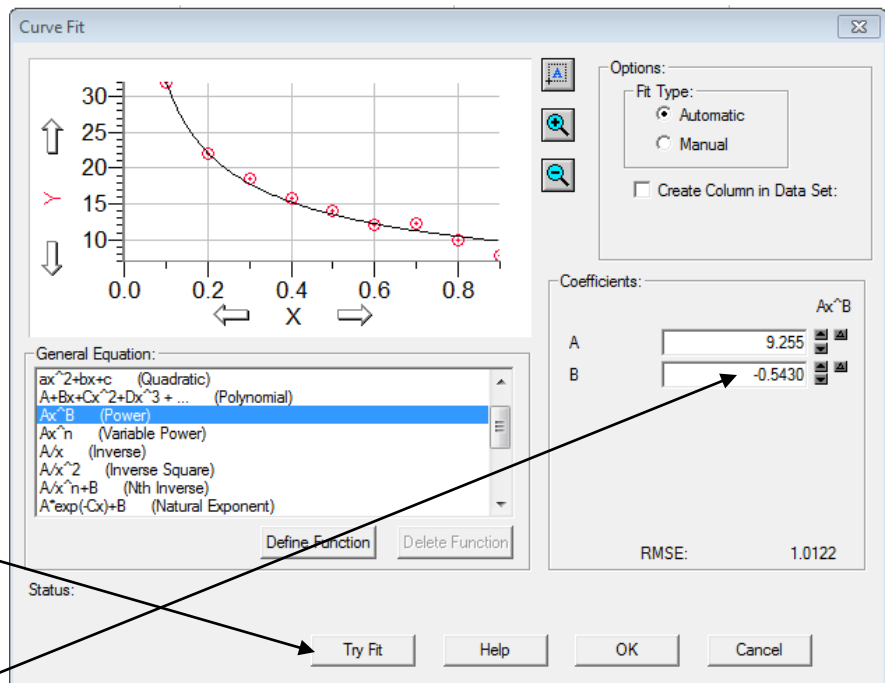 Curve Fit
30
25
20
15
10
Y
0.0 0.2 0.4 0.6 0.8
X
A
Options:
Fit Type:
Automatic
Manual
Create Column in Data Set:
General Equation:
ax^2+bx+c (Quadratic)
A+Bx+Cx^2+Dx^3 + ... (Polynomial)
Ax^B (Power)
Ax^n (Variable Power)
A/x (Inverse)
A/x^2 (Inverse Square)
A/x^n+B (Nth Inverse)
A*exp(-Cx)+B (Natural Exponent)
Define Function Delete Function
Coefficients:
Ax^B
A 9.255
B -0.5430
RMSE: 1.0122
Status:
Try Fit Help OK Cancel